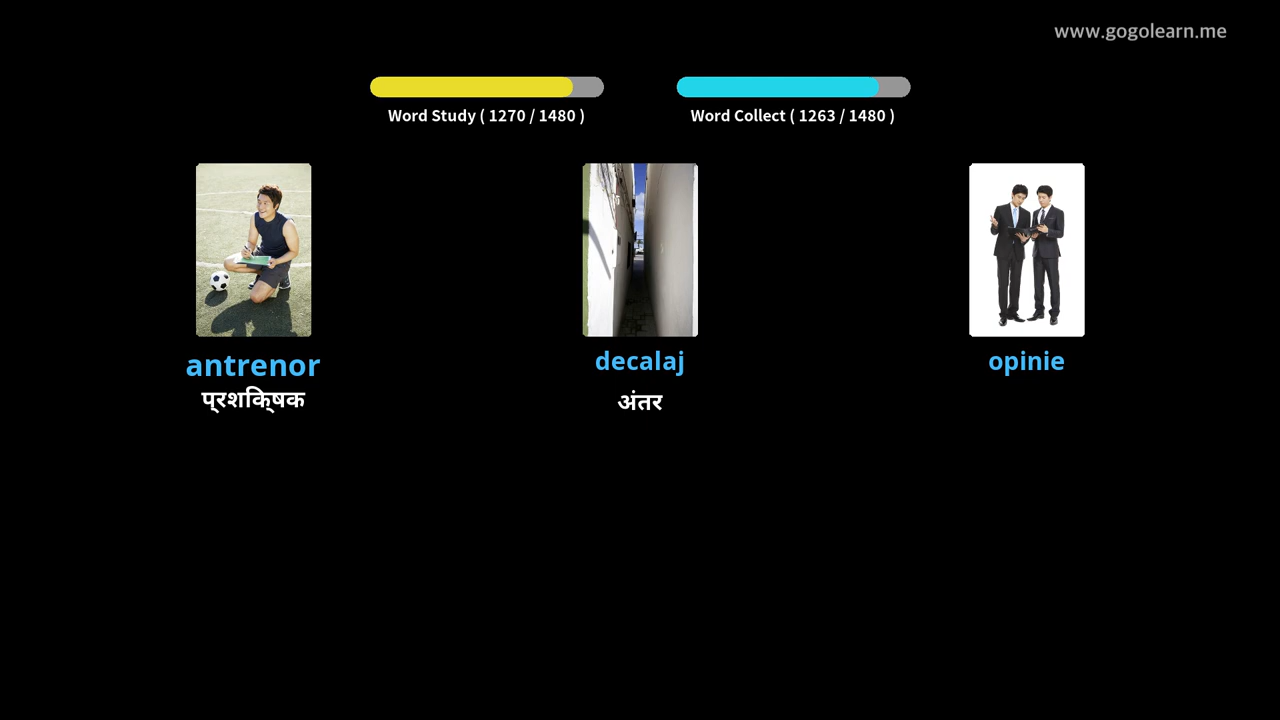 www.gogolearn.me
Word Study ( 1270 / 1480 )
Word Collect ( 1263 / 1480 )
antrenor
decalaj
opinie
प्रशिक्षक
अंतर